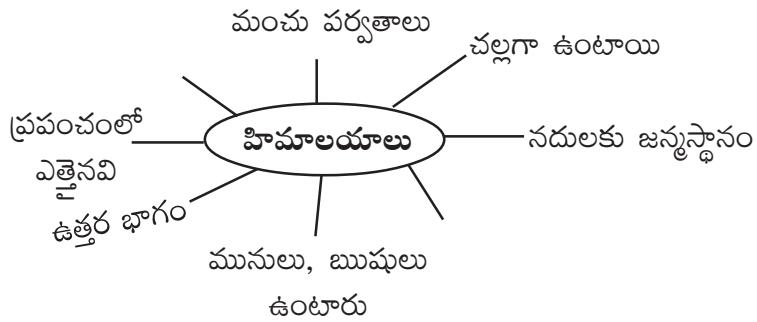 మంచు పర్వతాలు
చల్లగా ఉంటాయి
ప్రపంచంలో
ఎత్తైనవి
హిమాలయాలు
నదులకు జన్మస్థానం
ఉత్తర భాగం
మునులు, ఋషులు
ఉంటారు